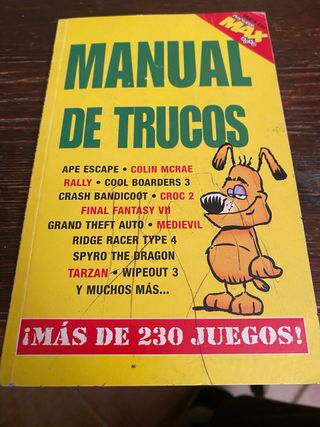 MAX
MANUAL
DE TRUCOS
APE ESCAPE • COLIN MCRAE
RALLY • COOL BOARDERS 3
CRASH BANDICOOT • CROC 2
FINAL FANTASY VII
GRAND THEFT AUTO • MEDIEVIL
RIDGE RACER TYPE 4
SPYRO THE DRAGON
TARZAN • WIPEOUT 3
Y MUCHOS MÁS...
¡MÁS DE 230 JUEGOS!